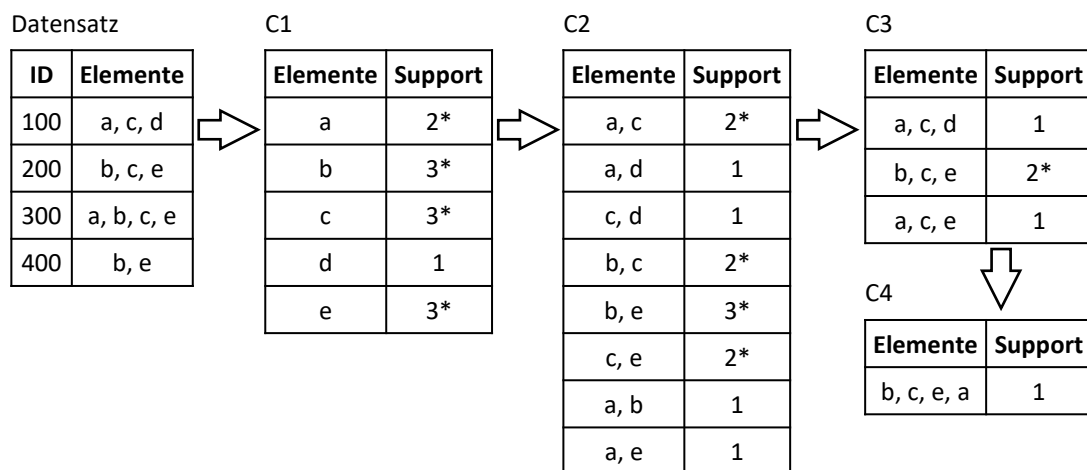 Datensatz
ID Elemente
100 a, c, d
200 b, c, e
300 a, b, c, e
400 b, e
C1
Elemente Support
a 2*
b 3*
c 3*
d 1
e 3*
C2
Elemente Support
a, c 2*
a, d 1
c, d 1
b, c 2*
b, e 3*
c, e 2*
a, b 1
a, e 1
C3
Elemente Support
a, c, d 1
b, c, e 2*
a, c, e 1
C4
Elemente Support
b, c, e, a 1